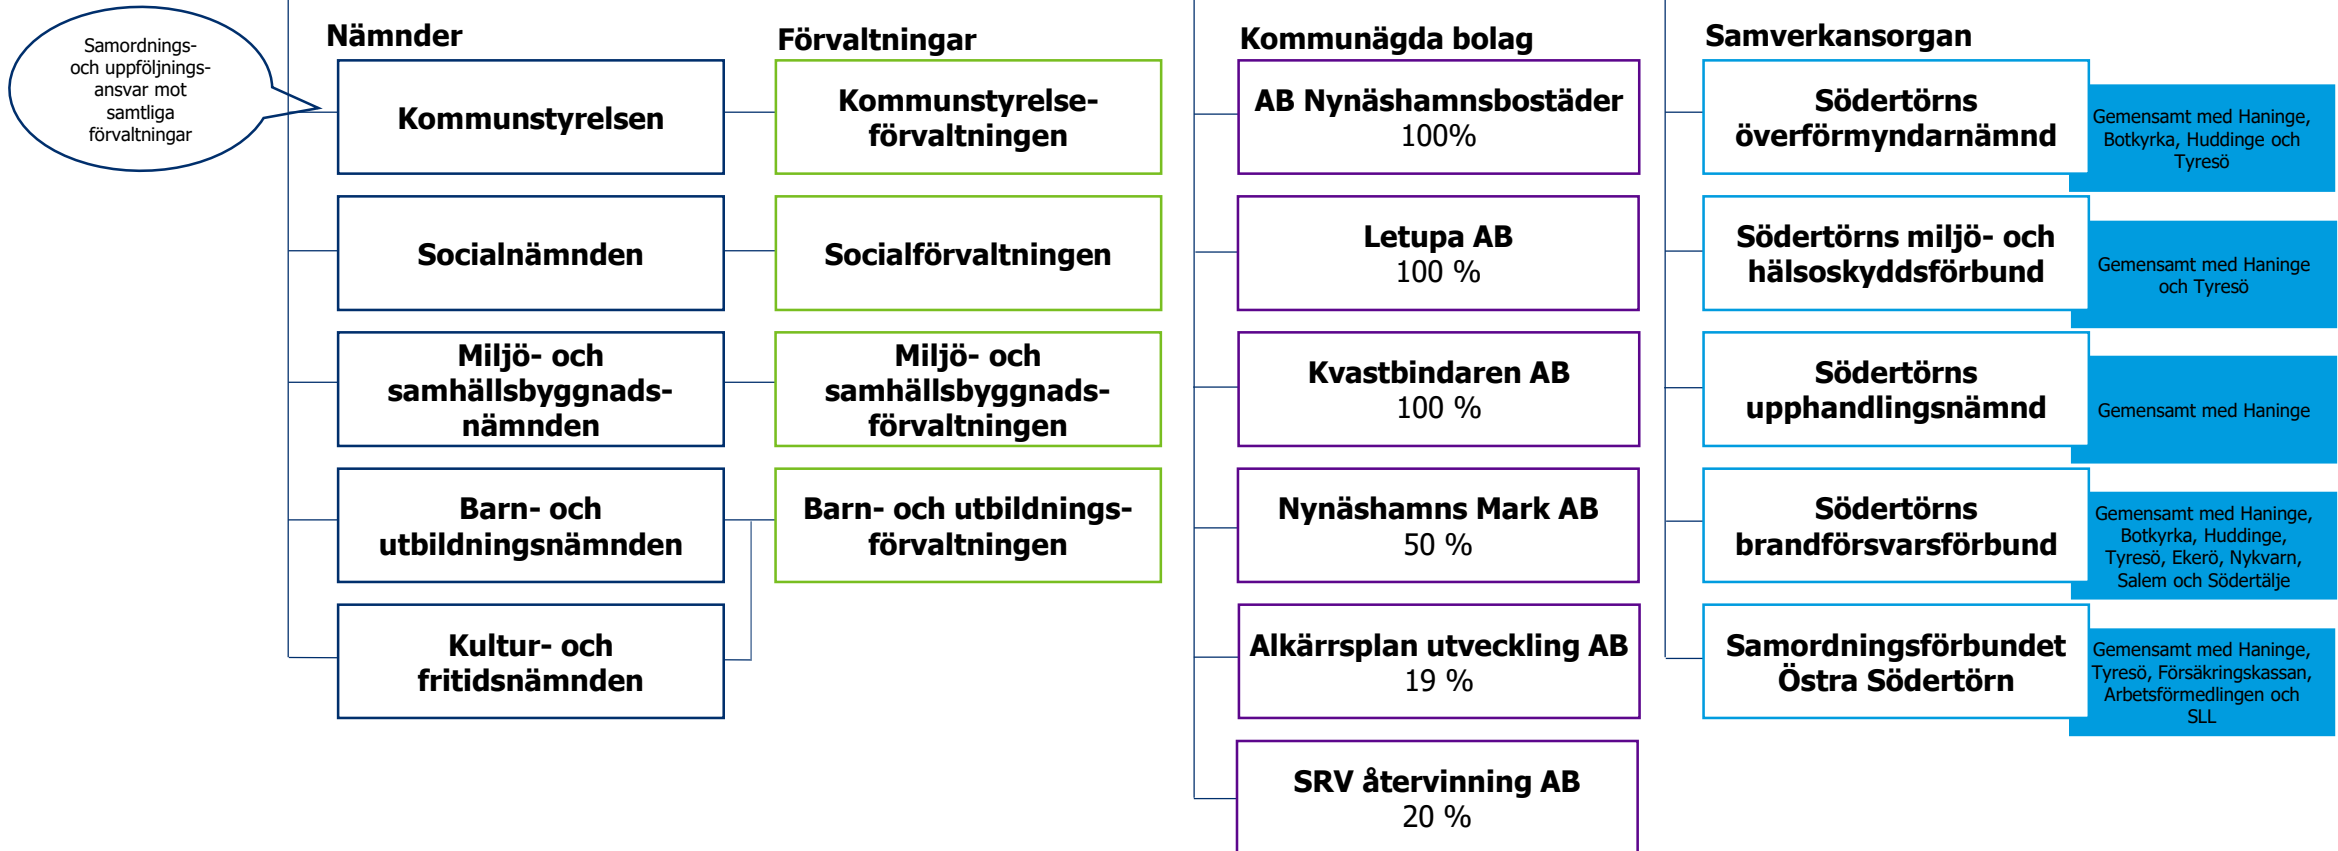 Samordnings-
och uppföljnings-
ansvar mot
samtliga
förvaltningar
Nämnder
Kommunstyrelsen
Socialnämnden
Miljö- och
samhällsbyggnads-
nämnden
Barn- och
utbildningsnämnden
Kultur- och
fritidsnämnden
Förvaltningar
Kommunstyrelse-
förvaltningen
Socialförvaltningen
Miljö- och
samhällsbyggnads-
förvaltningen
Barn- och utbildnings-
förvaltningen
Kommunägda bolag
AB Nynäshamnsbostäder
100%
Letupa AB
100 %
Kvastbindaren AB
100 %
Nynäshamns Mark AB
50 %
Alkärrsplan utveckling AB
19 %
SRV återvinning AB
20 %
Samverkansorgan
Södertörns
överförmyndarnämnd
Gemensamt med Haninge,
Botkyrka, Huddinge och
Tyresö
Södertörns miljö- och
hälsoskyddsförbund
Gemensamt med Haninge
och Tyresö
Södertörns
upphandlingsnämnd
Gemensamt med Haninge
Södertörns
brandförsvarsförbund
Gemensamt med Haninge,
Botkyrka, Huddinge,
Tyresö, Ekerö, Nykvarn,
Salem och Södertälje
Samordningsförbundet
Östra Södertörn
Gemensamt med Haninge,
Tyresö, Försäkringskassan,
Arbetsförmedlingen och
SLL